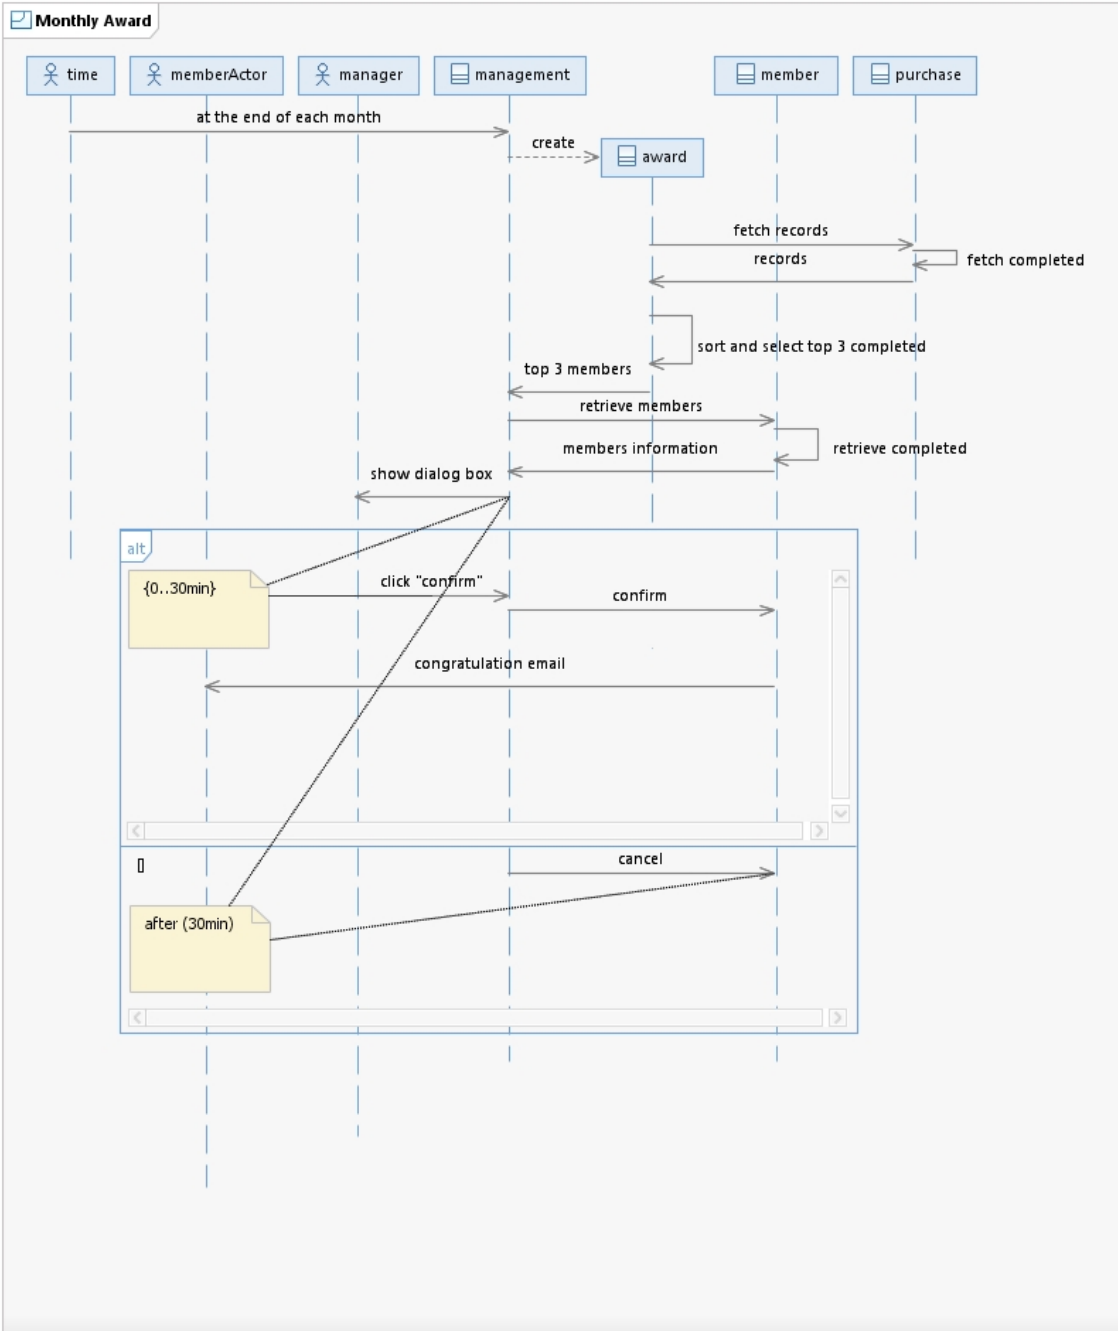 Monthly Award
time
memberActor
manager
management
member
purchase
at the end of each month
create
award
fetch records
fetch completed
records
sort and select top 3 completed
top 3 members
retrieve members
retrieve completed
members information
show dialog box
alt
{0..30min}
click "confirm"
confirm
congratulation email
[]
cancel
after (30min)